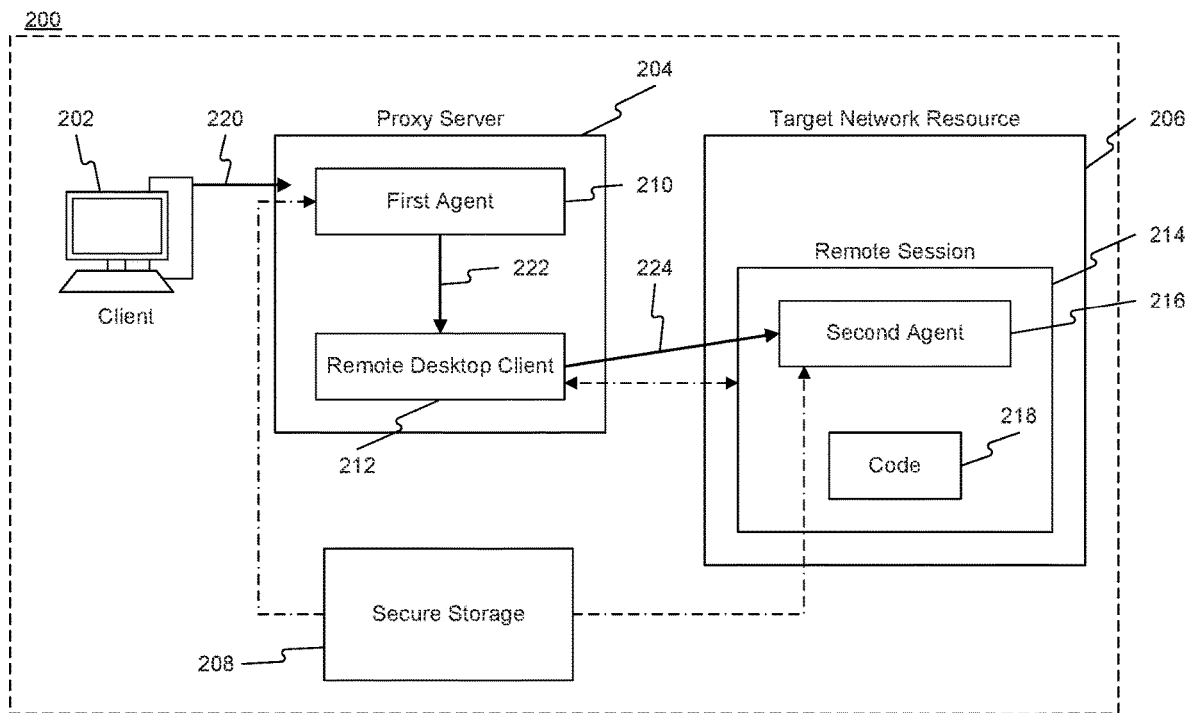 200
204
202
220
Proxy Server
Target Network Resource
206
First Agent
210
214
Remote Session
222
224
216
Client
Second Agent
Remote Desktop Client
218
212
Code
Secure Storage
208